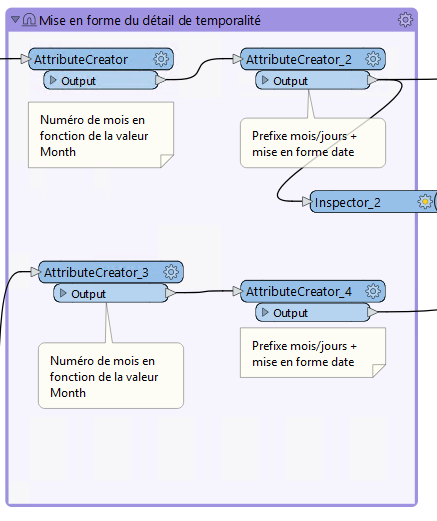 Mise en forme du détail de temporalité
AttributeCreator
Output
AttributeCreator_2
Output
Numéro de mois en
fonction de la valeur
Month
Prefixe mois/jours +
mise en forme date
Inspector_2
AttributeCreator_3
Output
AttributeCreator_4
Output
Numéro de mois en
fonction de la valeur
Month
Prefixe mois/jours +
mise en forme date